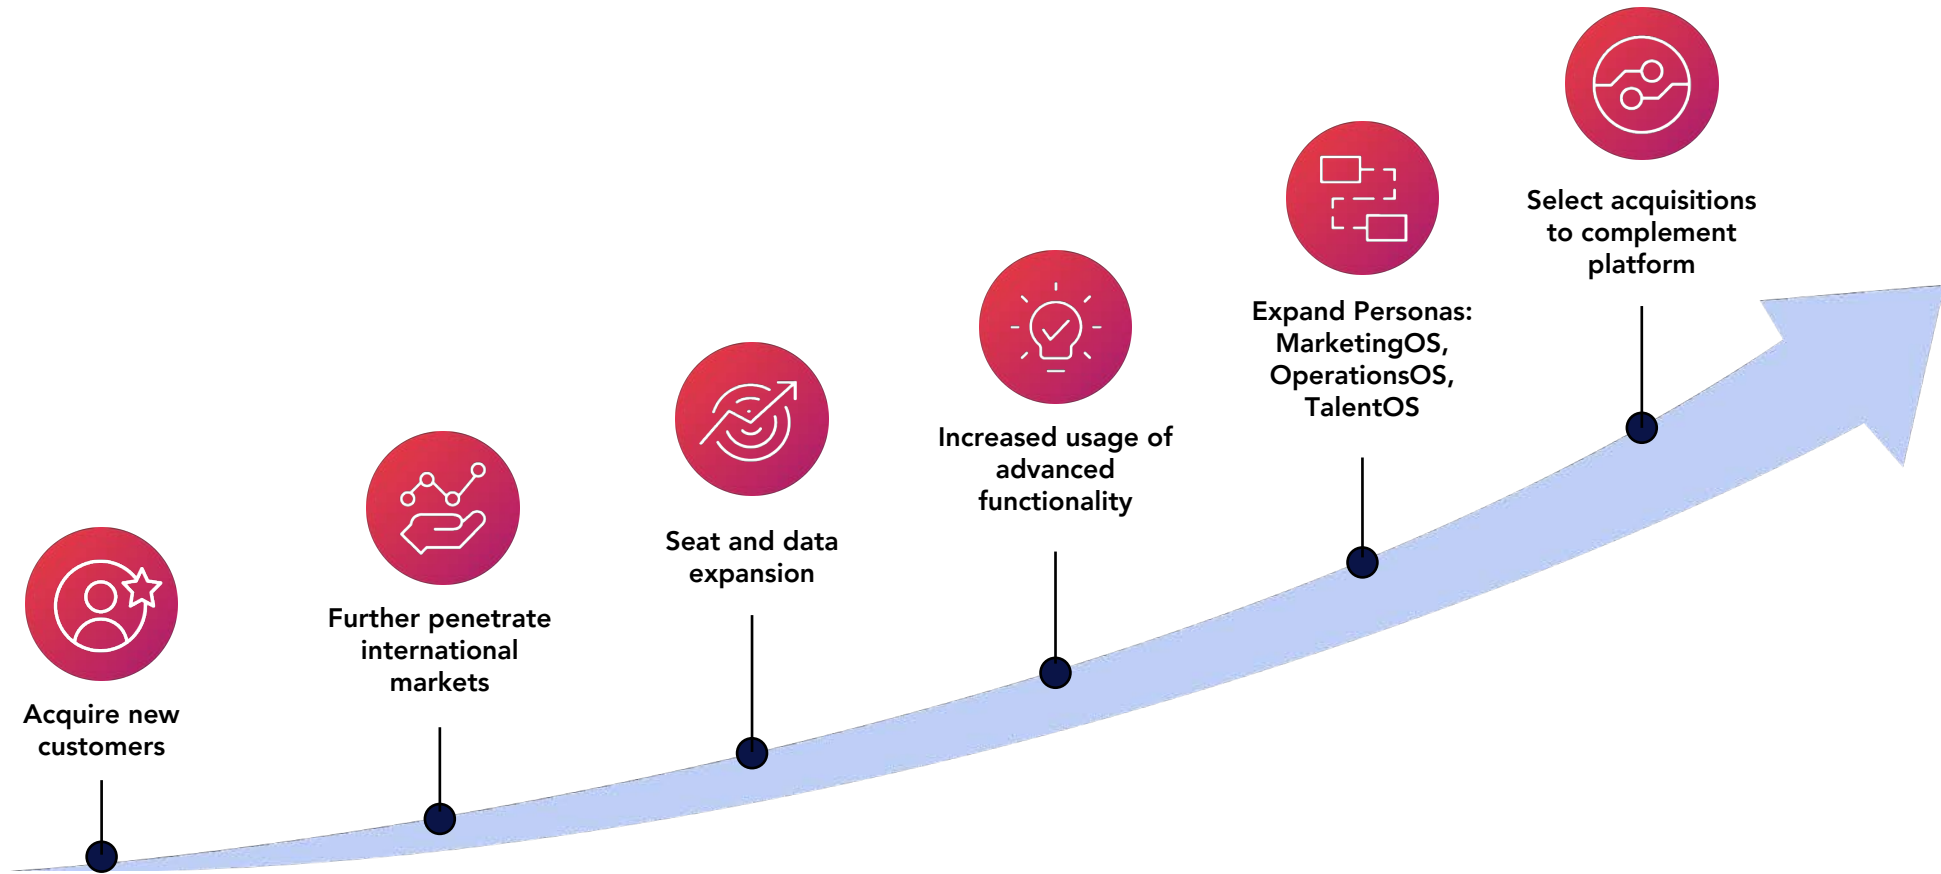 Acquire new
customers
Further penetrate
international
markets
Seat and data
expansion
Increased usage of
advanced
functionality
Expand Personas:
MarketingOS,
OperationsOS,
TalentOS
Select acquisitions
to complement
platform